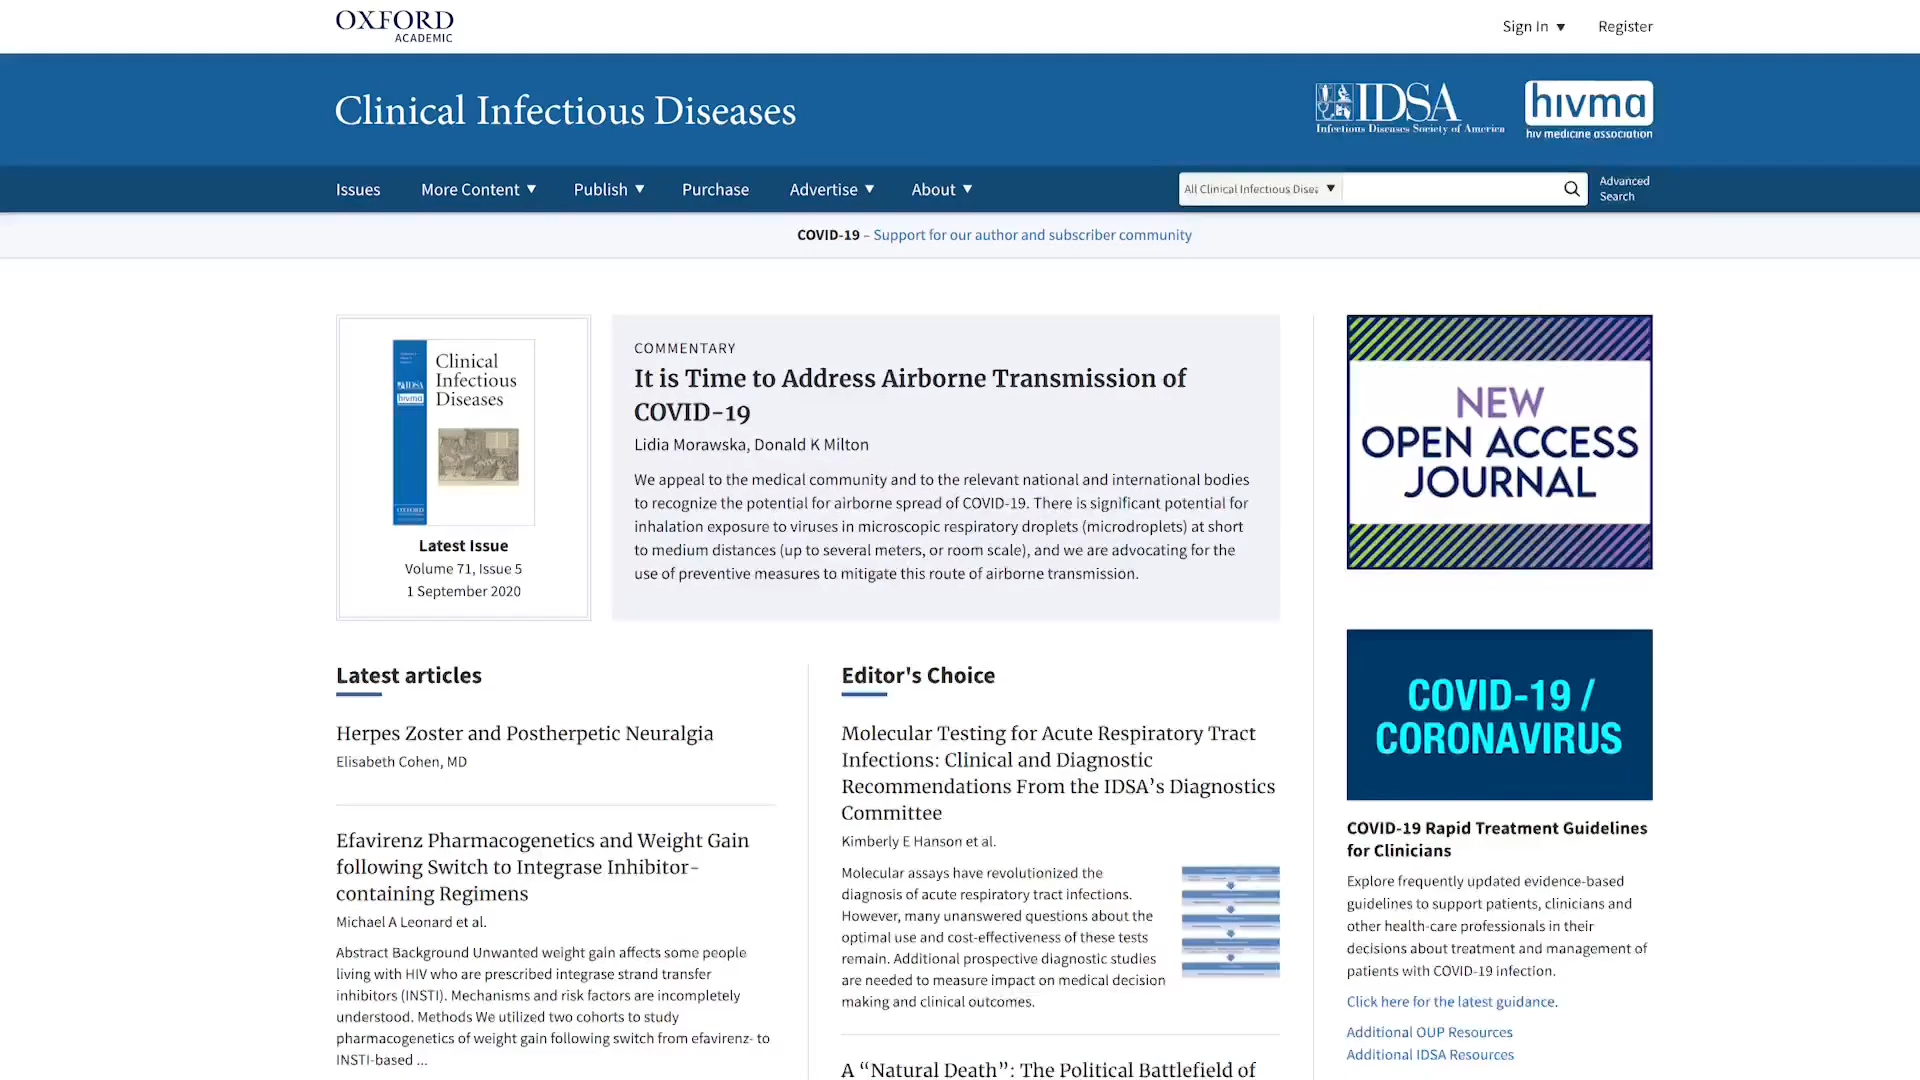 OXFORD
ACADEMIC
Sign In
Register
Clinical Infectious Diseases
IDSA
Infectious Diseases Society of America
hivma
hiv medicine association
Issues
More Content
Publish
Purchase
Advertise
About
All Clinical Infectious Disea
Advanced
Search
COVID-19 – Support for our author and subscriber community
Clinical
Infectious
Diseases
IDSA
hivma
OXFORD
Latest Issue
Volume 71, Issue 5
1 September 2020
COMMENTARY
It is Time to Address Airborne Transmission of
COVID-19
Lidia Morawska, Donald K Milton
We appeal to the medical community and to the relevant national and international bodies
to recognize the potential for airborne spread of COVID-19. There is significant potential for
inhalation exposure to viruses in microscopic respiratory droplets (microdroplets) at short
to medium distances (up to several meters, or room scale), and we are advocating for the
use of preventive measures to mitigate this route of airborne transmission.
NEW
OPEN ACCESS
JOURNAL
Latest articles
Herpes Zoster and Postherpetic Neuralgia
Elisabeth Cohen, MD
Efavirenz Pharmacogenetics and Weight Gain
following Switch to Integrase Inhibitor-
containing Regimens
Michael A Leonard et al.
Abstract Background Unwanted weight gain affects some people
living with HIV who are prescribed integrase strand transfer
inhibitors (INSTI). Mechanisms and risk factors are incompletely
understood. Methods We utilized two cohorts to study
pharmacogenetics of weight gain following switch from efavirenz- to
INSTI-based ...
Editor's Choice
Molecular Testing for Acute Respiratory Tract
Infections: Clinical and Diagnostic
Recommendations From the IDSA’s Diagnostics
Committee
Kimberly E Hanson et al.
Molecular assays have revolutionized the
diagnosis of acute respiratory tract infections.
However, many unanswered questions about the
optimal use and cost-effectiveness of these tests
remain. Additional prospective diagnostic studies
are needed to measure impact on medical decision
making and clinical outcomes.
A “Natural Death”: The Political Battlefield of
COVID-19 /
CORONAVIRUS
COVID-19 Rapid Treatment Guidelines
for Clinicians
Explore frequently updated evidence-based
guidelines to support patients, clinicians and
other health-care professionals in their
decisions about treatment and management of
patients with COVID-19 infection.
Click here for the latest guidance.
Additional OUP Resources
Additional IDSA Resources